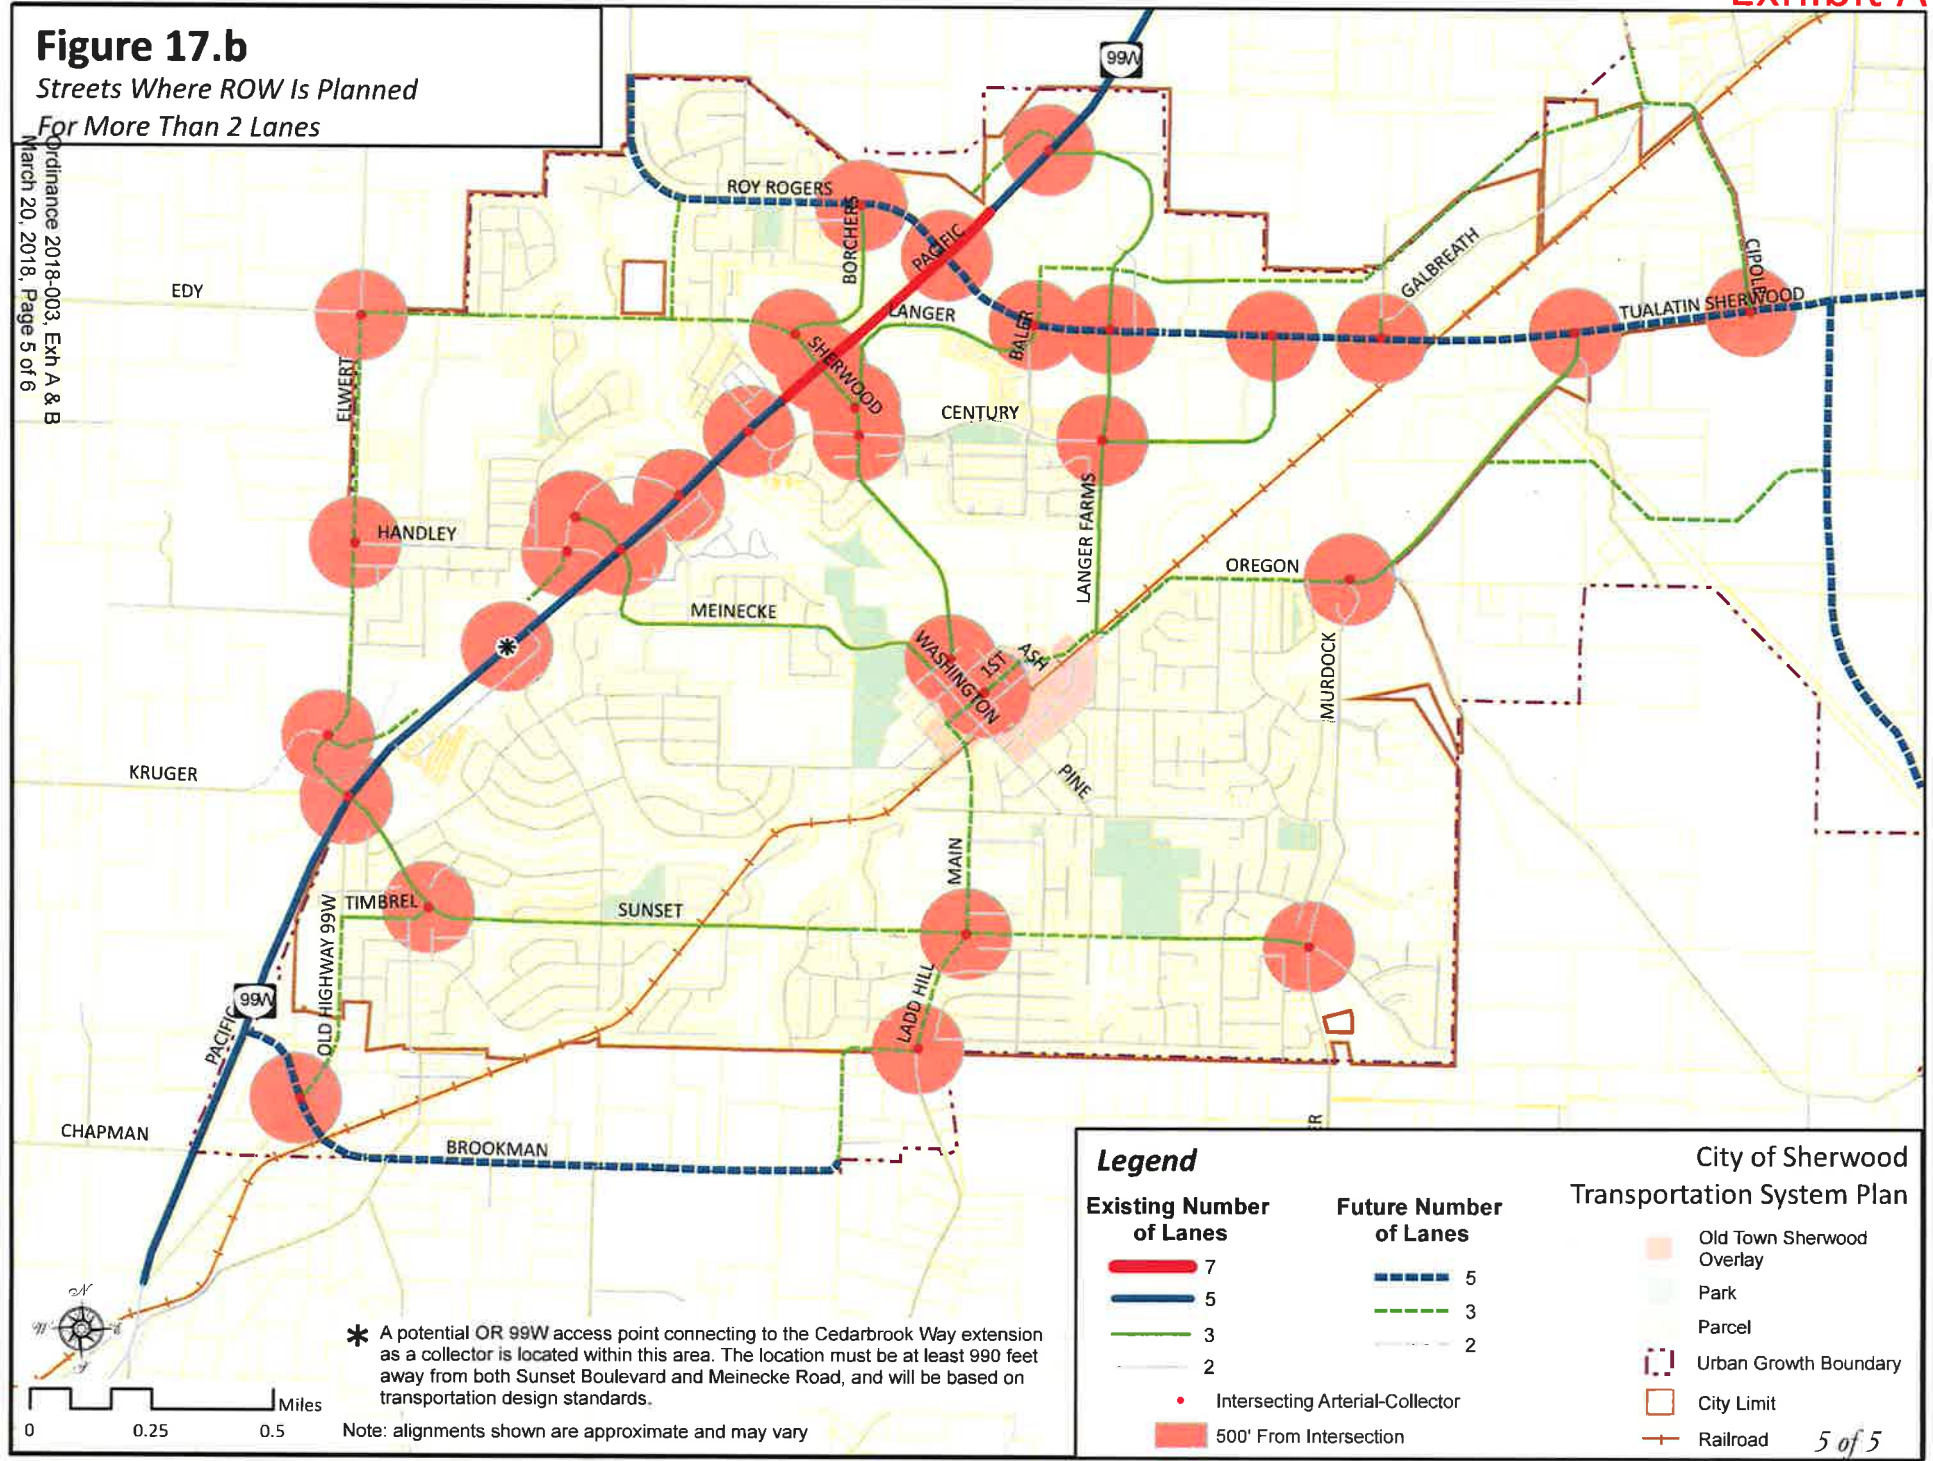 Exhibit A
Figure 17.b
Streets Where ROW Is Planned
For More Than 2 Lanes
Ordinance 2018-003, Exh A & B
March 20, 2018, Page 5 of 6
99W
ROY ROGERS
BORCHERS
PACIFIC
EDY
LANGER
BALER
GALBREATH
CIPOLE
TUALATIN SHERWOOD
SHERWOOD
ELWERT
CENTURY
HANDLEY
LANGER FARMS
OREGON
MEINECKE
WASHINGTON
1ST
ASH
MURDOCK
KRUGER
PINE
MAIN
TIMBREL
SUNSET
OLD HIGHWAY 99W
LADD HILL
99W
PACIFIC
CHAPMAN
BROOKMAN
ER
Legend
City of Sherwood
Transportation System Plan
Existing Number
of Lanes
7
5
3
2
Future Number
of Lanes
5
3
2
Intersecting Arterial-Collector
500' From Intersection
Old Town Sherwood
Overlay
Park
Parcel
Urban Growth Boundary
City Limit
Railroad
5 of 5
N
* A potential OR 99W access point connecting to the Cedarbrook Way extension
as a collector is located within this area. The location must be at least 990 feet
away from both Sunset Boulevard and Meinecke Road, and will be based on
transportation design standards.
Miles
0 0.25 0.5
Note: alignments shown are approximate and may vary